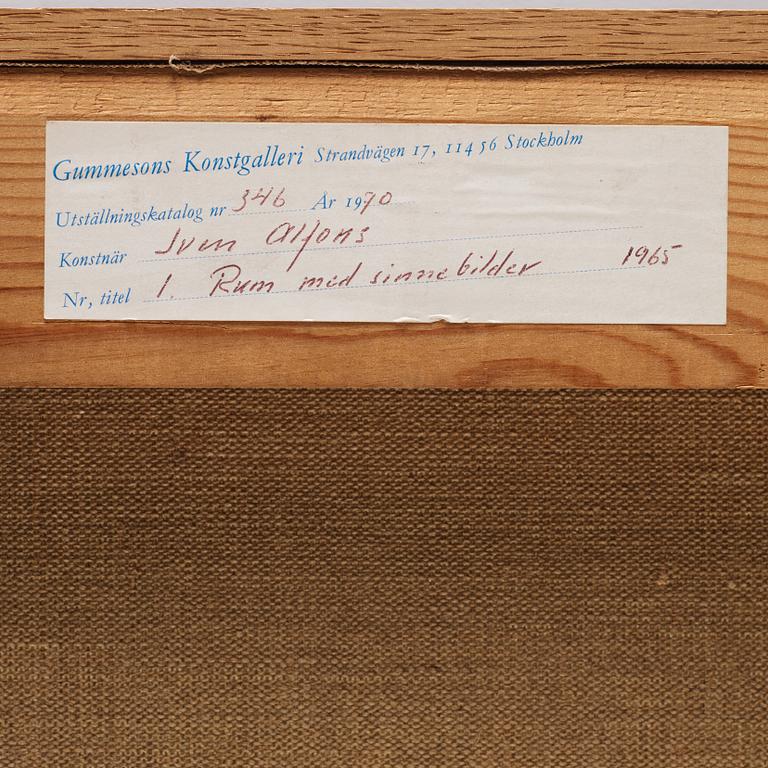 Gummesons Konstgalleri Strandvägen 17, 114 56 Stockholm
Utställningskatalog nr 346 År 1970
Konstnär Sven Alfons
Nr, titel 1. Rum med sinnebilder 1965